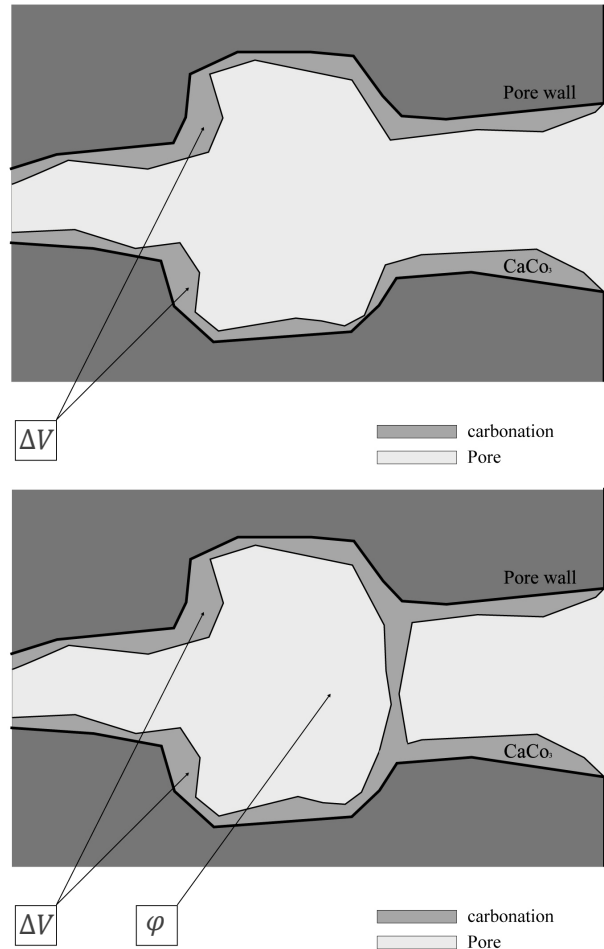 Pore wall
CaCo₃
ΔV
carbonation
Pore
Pore wall
CaCo₃
ΔV
φ
carbonation
Pore